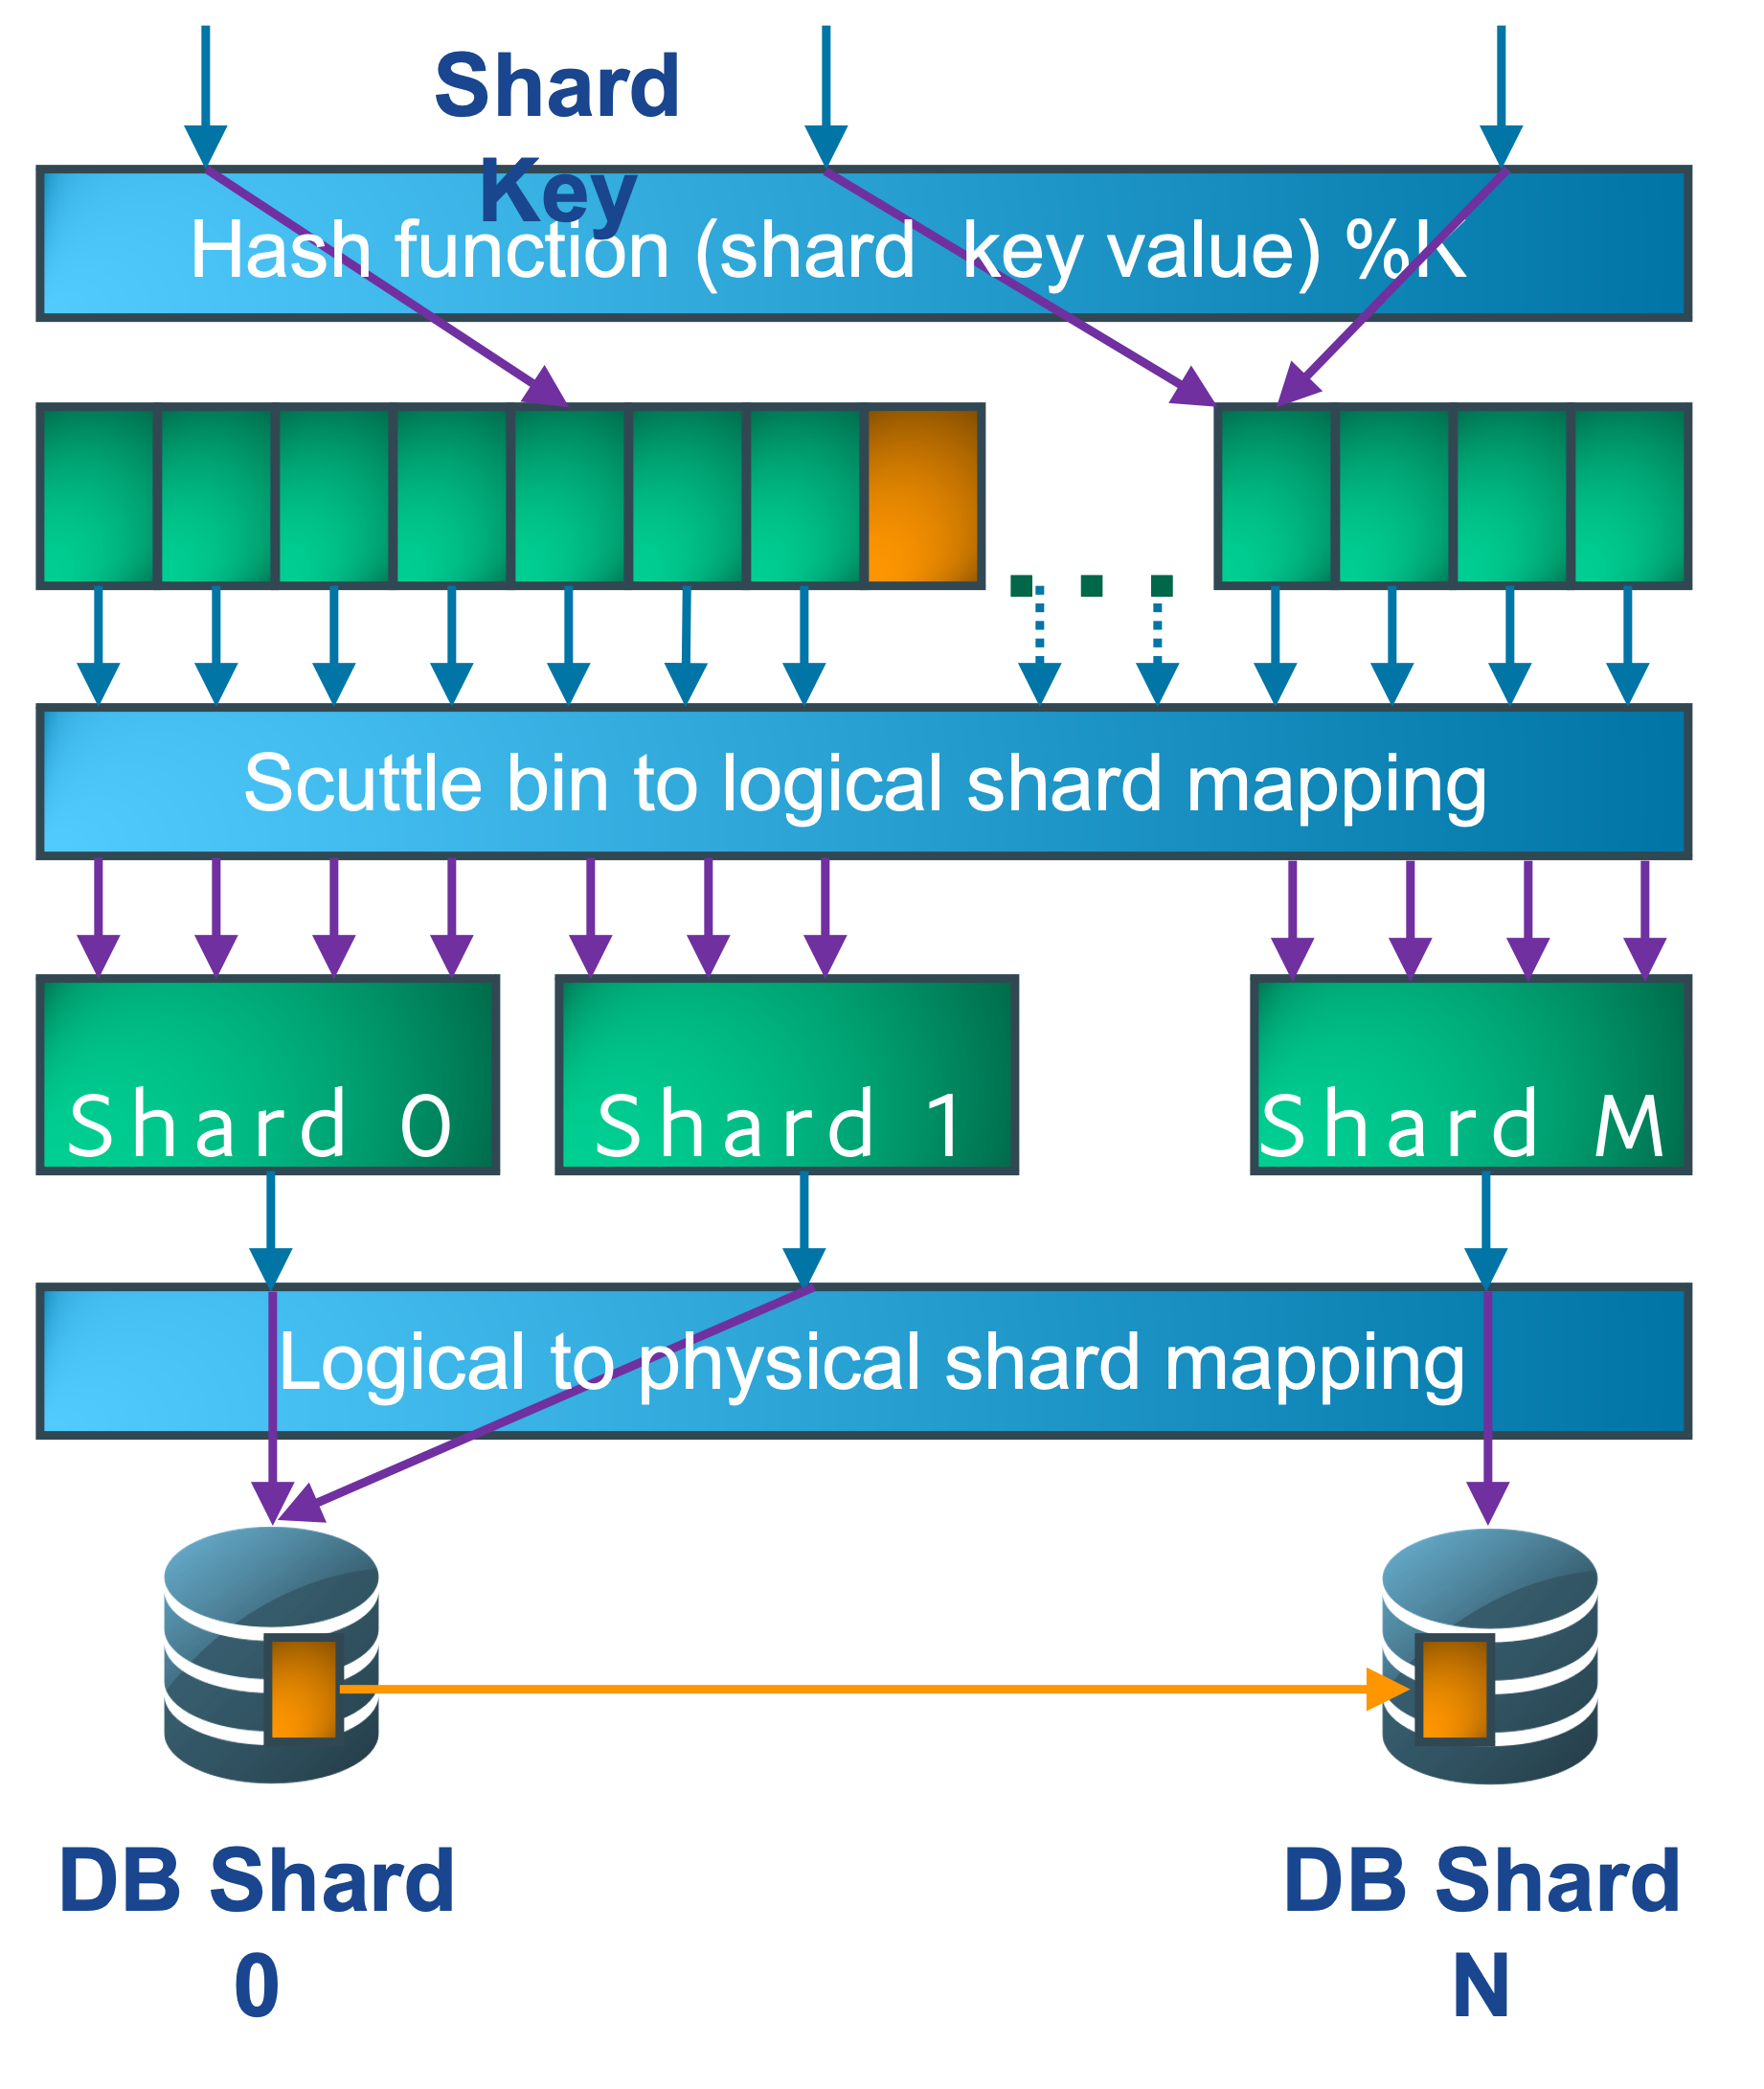 Shard
Key
Hash function (shard key value) %K
Scuttle bin to logical shard mapping
Shard 0
Shard 1
Shard M
Logical to physical shard mapping
DB Shard
0
DB Shard
N